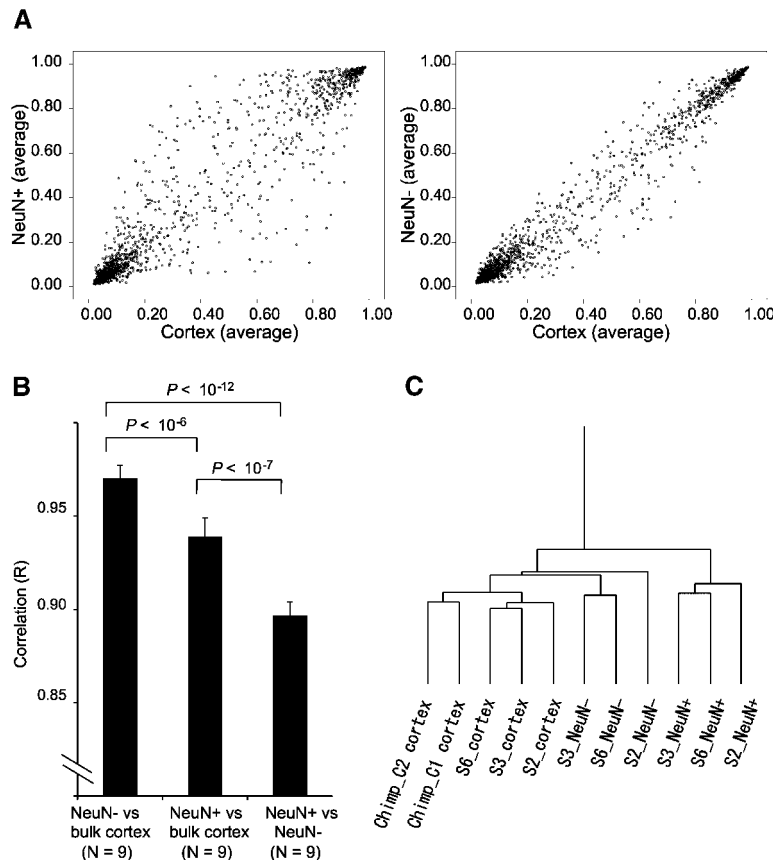 A
1.00
0.80
0.60
0.40
0.20
0.00
NeuN+ (average)
0.00 0.20 0.40 0.60 0.80 1.00
Cortex (average)
1.00
0.80
0.60
0.40
0.20
0.00
NeuN- (average)
0.00 0.20 0.40 0.60 0.80 1.00
Cortex (average)
B
P < 10-12
P < 10-6
P < 10-7
0.95
0.90
0.85
Correlation (R)
NeuN- vs
bulk cortex
(N = 9)
NeuN+ vs
bulk cortex
(N = 9)
NeuN+ vs
NeuN-
(N = 9)
C
Chimp_C2 cortex
Chimp_C1 cortex
S6_cortex
S3_cortex
S2_cortex
S3_NeuN-
S6_NeuN-
S2_NeuN-
S3_NeuN+
S6_NeuN+
S2_NeuN+